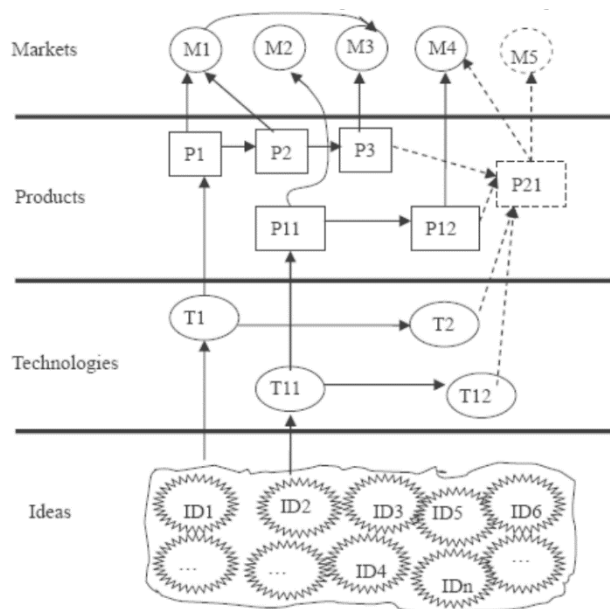 Markets
M1
M2
M3
M4
M5
P1
P2
P3
P21
Products
P11
P12
T1
T2
Technologies
T11
T12
Ideas
ID1
ID2
ID3
ID5
ID6
...
...
ID4
IDn
...